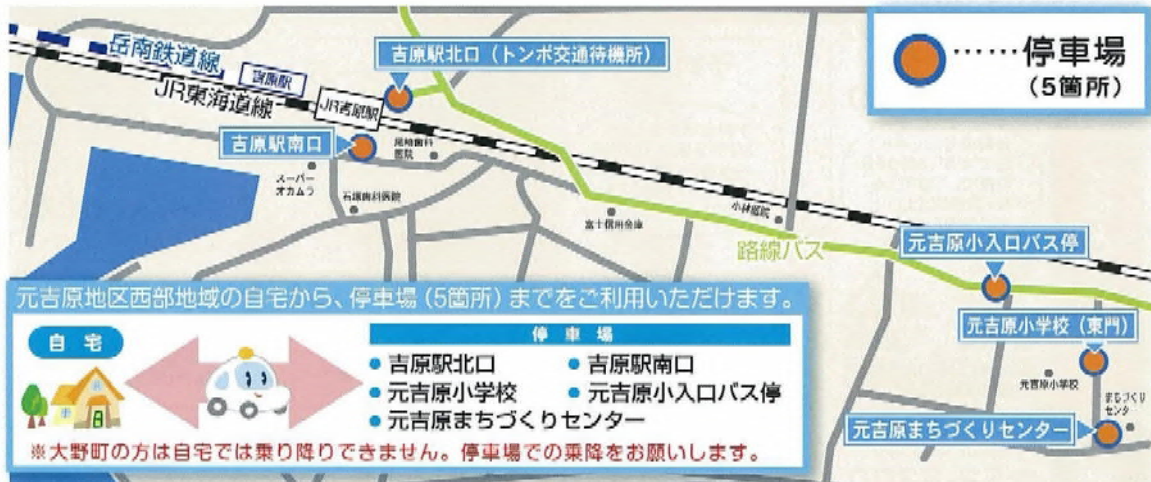 岳南鉄道線
吉原駅
JR東海道線
JR吉原駅
吉原駅北口（トンボ交通待機所）
……停車場
（5箇所）
吉原駅南口
スーパー
オカムラ
歯科
医院
石塚歯科医院
富士信用金庫
小林医院
路線バス
元吉原小入口バス停
元吉原小学校（東門）
元吉原小学校
まちづくり
センター
元吉原まちづくりセンター
元吉原地区西部地域の自宅から、停車場（5箇所）までをご利用いただけます。
自宅
停車場
● 吉原駅北口 ● 吉原駅南口
● 元吉原小学校 ● 元吉原小入口バス停
● 元吉原まちづくりセンター
※大野町の方は自宅では乗り降りできません。停車場での乗降をお願いします。